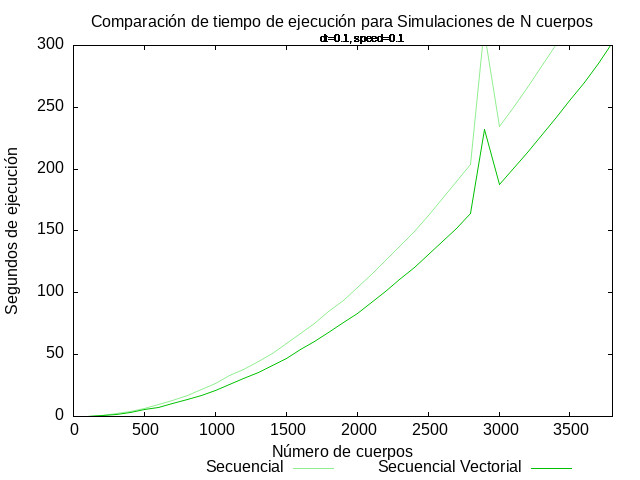 Comparación de tiempo de ejecución para Simulaciones de N cuerpos
dt=0.1, speed=0.1
300
250
200
150
100
50
0
Segundos de ejecución
0 500 1000 1500 2000 2500 3000 3500
Número de cuerpos
Secuencial Secuencial Vectorial